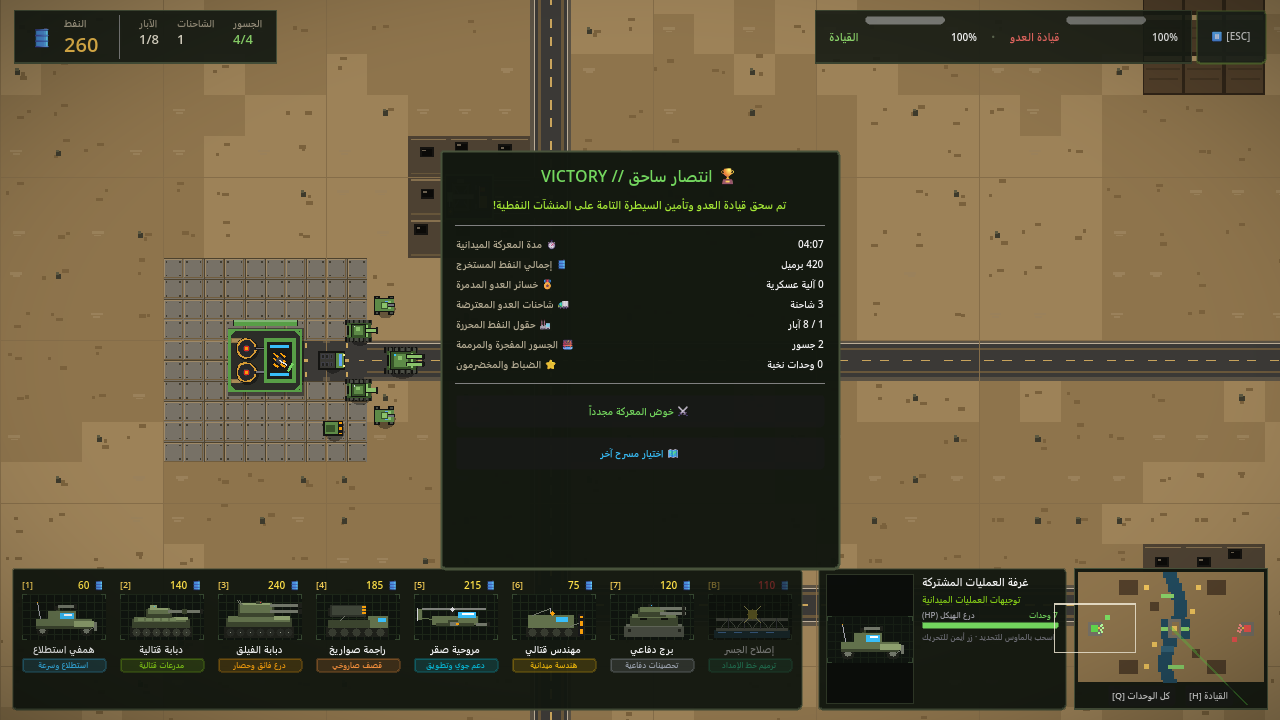 النفط
260
الآبار
1/8
الشاحنات
1
الجسور
4/4
القيادة
100%
·
قيادة العدو
100%
[ESC]
انتصار ساحق // VICTORY
تم سحق قيادة العدو وتأمين السيطرة التامة على المنشآت النفطية!
مدة المعركة الميدانية 04:07
إجمالي النفط المستخرج 420 برميل
خسائر العدو المدمرة 0 آلية عسكرية
شاحنات العدو المعترضة 3 شاحنة
حقول النفط المحررة 1 / 8 آبار
الجسور المفجرة والمرممة 2 جسور
الضباط والمخضرمون 0 وحدات نخبة
خوض المعركة مجدداً
اختيار مسرح آخر
[1] 60
همفي استطلاع
استطلاع وسرعة
[2] 140
دبابة قتالية
مدرعات قتالية
[3] 240
دبابة الفيلق
درع فائق وحصار
[4] 185
راجمة صواريخ
قصف صاروخي
[5] 215
مروحية صقر
دعم جوي وتطويق
[6] 75
مهندس قتالي
هندسة ميدانية
[7] 120
برج دفاعي
تحصينات دفاعية
[B] 110
إصلاح الجسر
ترميم خط الإمداد
غرفة العمليات المشتركة
توجيهات العمليات الميدانية
درع الهيكل (HP)
7 وحدات
اسحب بالماوس للتحديد · زر أيمن للتحريك
كل الوحدات [Q]
القيادة [H]